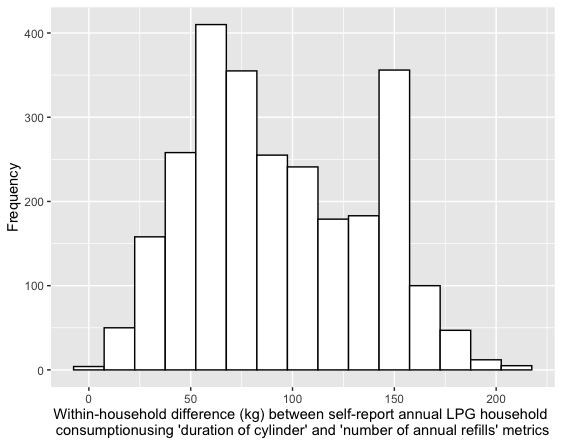 400
300
200
100
0
Frequency
0 50 100 150 200
Within-household difference (kg) between self-report annual LPG household
consumptionusing 'duration of cylinder' and 'number of annual refills' metrics